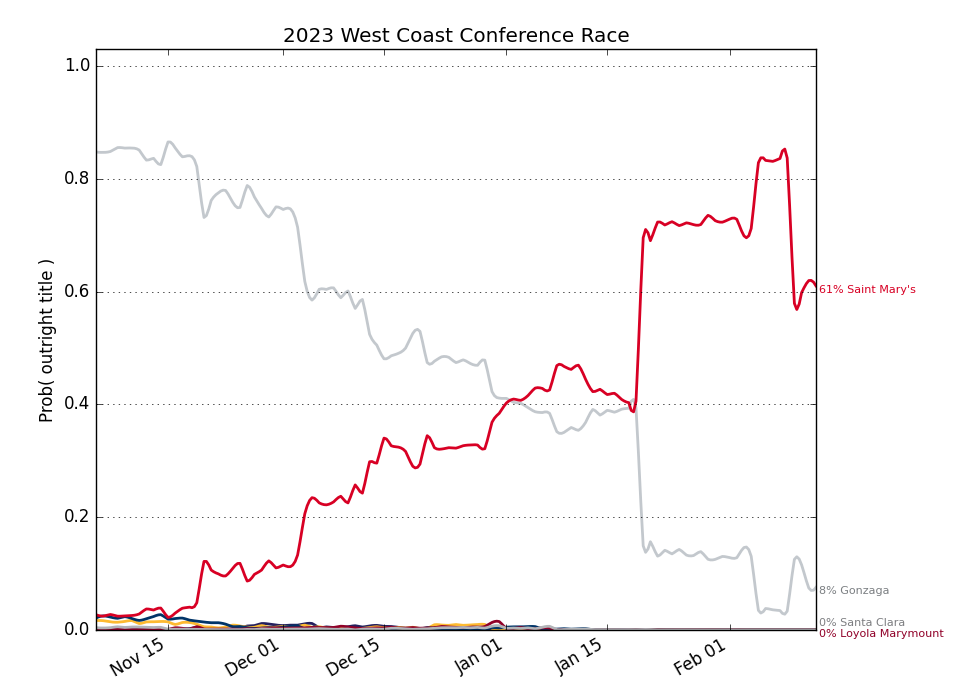 2023 West Coast Conference Race
Prob( outright title )
1.0
0.8
0.6
0.4
0.2
0.0
61% Saint Mary's
8% Gonzaga
0% Santa Clara
0% Loyola Marymount
Nov 15
Dec 01
Dec 15
Jan 01
Jan 15
Feb 01